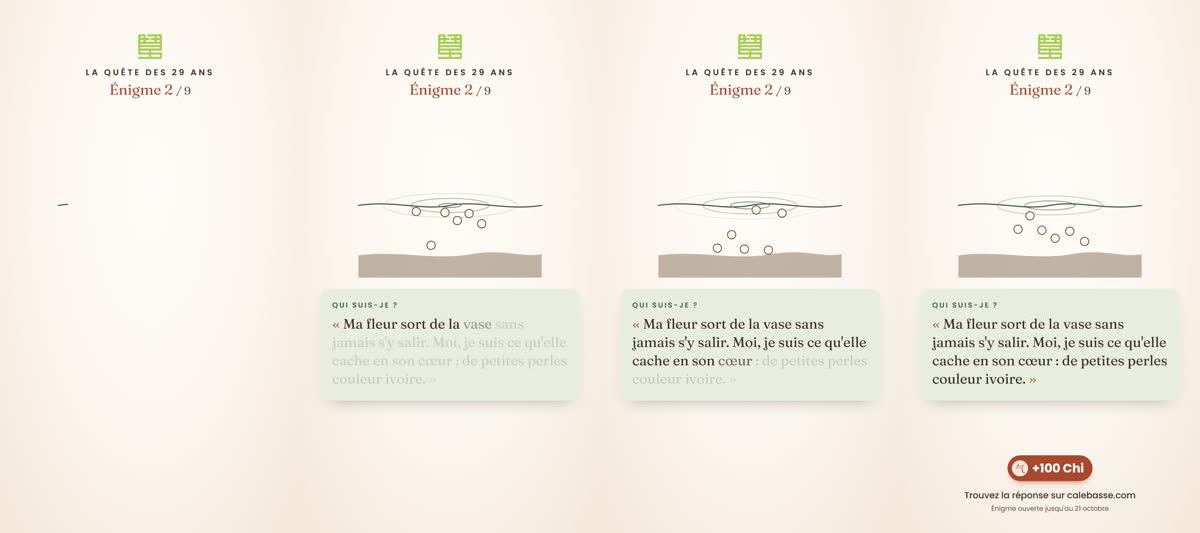 LA QUÊTE DES 29 ANS
Énigme 2 / 9
LA QUÊTE DES 29 ANS
Énigme 2 / 9
QUI SUIS-JE ?
« Ma fleur sort de la vase sans
jamais s'y salir. Moi, je suis ce qu'elle
cache en son cœur : de petites perles
couleur ivoire. »
LA QUÊTE DES 29 ANS
Énigme 2 / 9
QUI SUIS-JE ?
« Ma fleur sort de la vase sans
jamais s'y salir. Moi, je suis ce qu'elle
cache en son cœur : de petites perles
couleur ivoire. »
LA QUÊTE DES 29 ANS
Énigme 2 / 9
QUI SUIS-JE ?
« Ma fleur sort de la vase sans
jamais s'y salir. Moi, je suis ce qu'elle
cache en son cœur : de petites perles
couleur ivoire. »
+100 Chi
Trouvez la réponse sur calebasse.com
Énigme ouverte jusqu'au 21 octobre